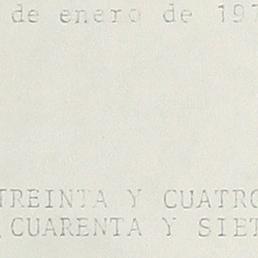 de enero de 197
TREINTA Y CUATRO
CUARENTA Y SIET